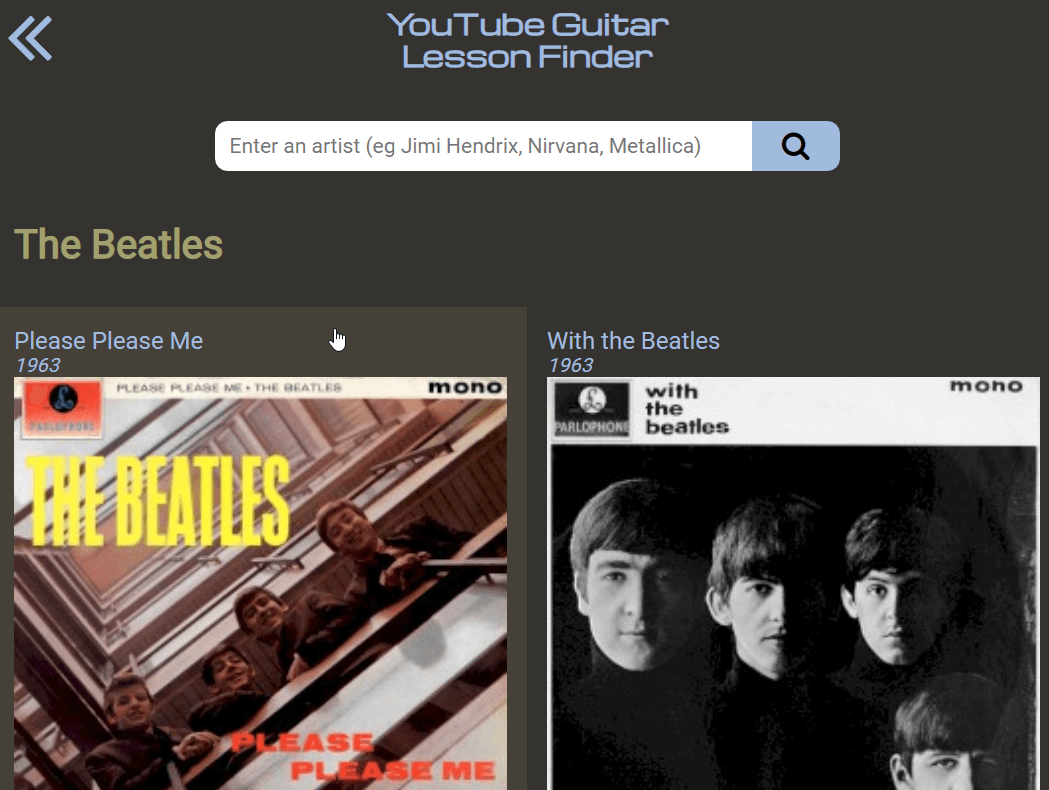 YouTube Guitar
Lesson Finder
Enter an artist (eg Jimi Hendrix, Nirvana, Metallica)
The Beatles
Please Please Me
1963
PLEASE PLEASE ME • THE BEATLES
mono
PARLOPHONE
THE BEATLES
PLEASE
PLEASE ME
With the Beatles
1963
with
the
beatles
mono
PARLOPHONE